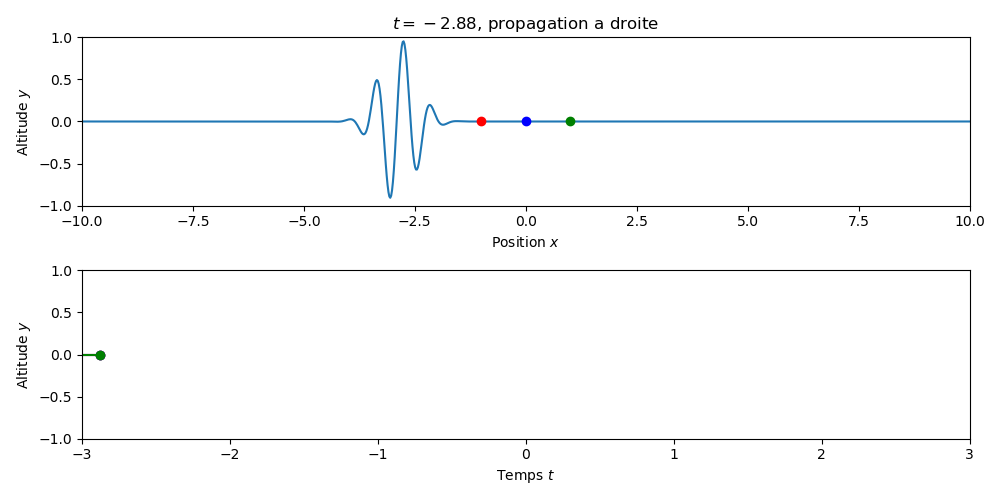 t = −2.88, propagation a droite
1.0
0.5
0.0
−0.5
−1.0
Altitude y
−10.0 −7.5 −5.0 −2.5 0.0 2.5 5.0 7.5 10.0
Position x
1.0
0.5
0.0
−0.5
−1.0
Altitude y
−3 −2 −1 0 1 2 3
Temps t